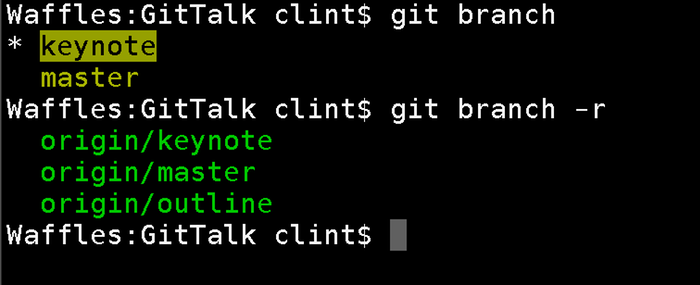 Waffles:GitTalk clint$ git branch
* keynote
master
Waffles:GitTalk clint$ git branch -r
origin/keynote
origin/master
origin/outline
Waffles:GitTalk clint$